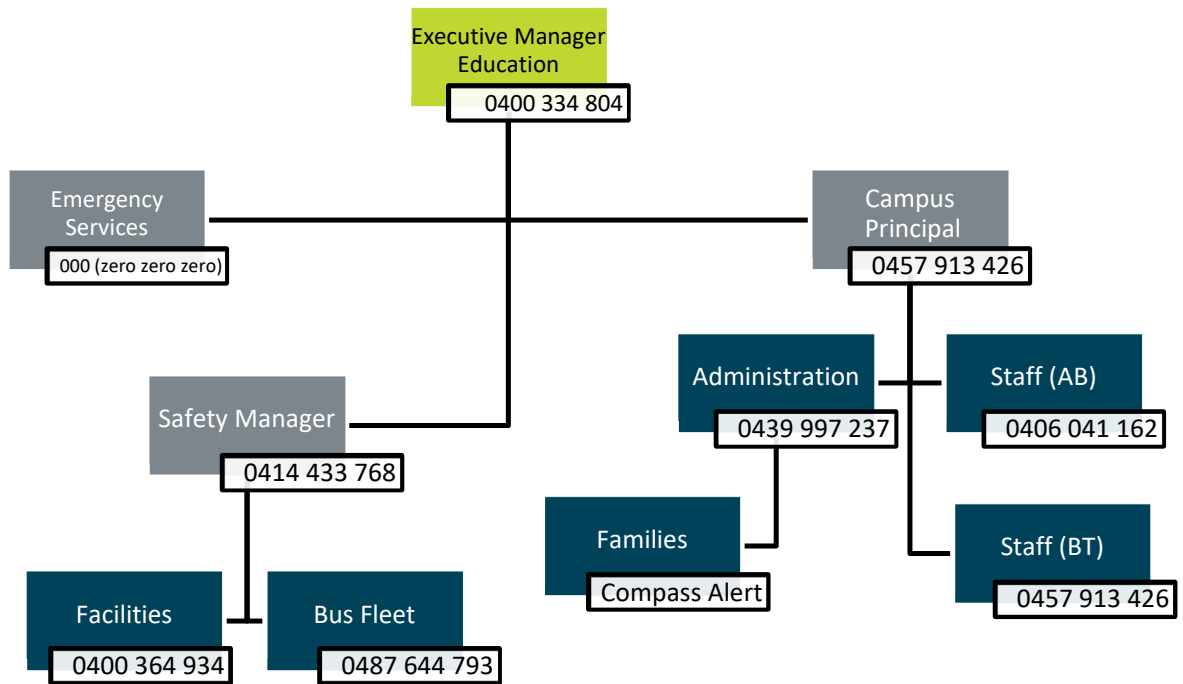 Executive Manager
Education
0400 334 804
Emergency
Services
000 (zero zero zero)
Campus
Principal
0457 913 426
Administration
0439 997 237
Staff (AB)
0406 041 162
Safety Manager
0414 433 768
Families
Compass Alert
Staff (BT)
0457 913 426
Facilities
0400 364 934
Bus Fleet
0487 644 793